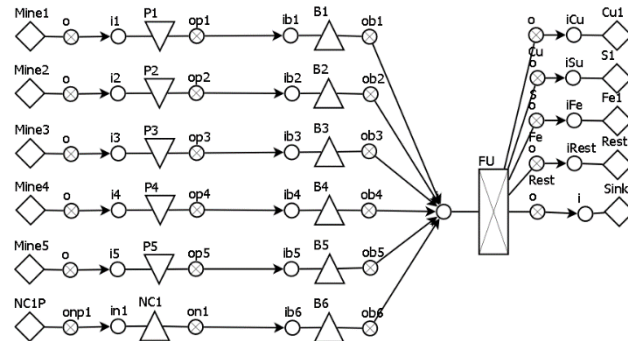 Mine1 o i1 P1 op1 ib1 B1 ob1 o Cu iCu Cu1
Mine2 o i2 P2 op2 ib2 B2 ob2 o S iSu S1
Mine3 o i3 P3 op3 ib3 B3 ob3 o Fe iFe Fe1
Mine4 o i4 P4 op4 ib4 B4 ob4 FU o Rest iRest Rest
o i Sink
Mine5 o i5 P5 op5 ib5 B5 ob5
NC1P onp1 in1 NC1 on1 ib6 B6 ob6